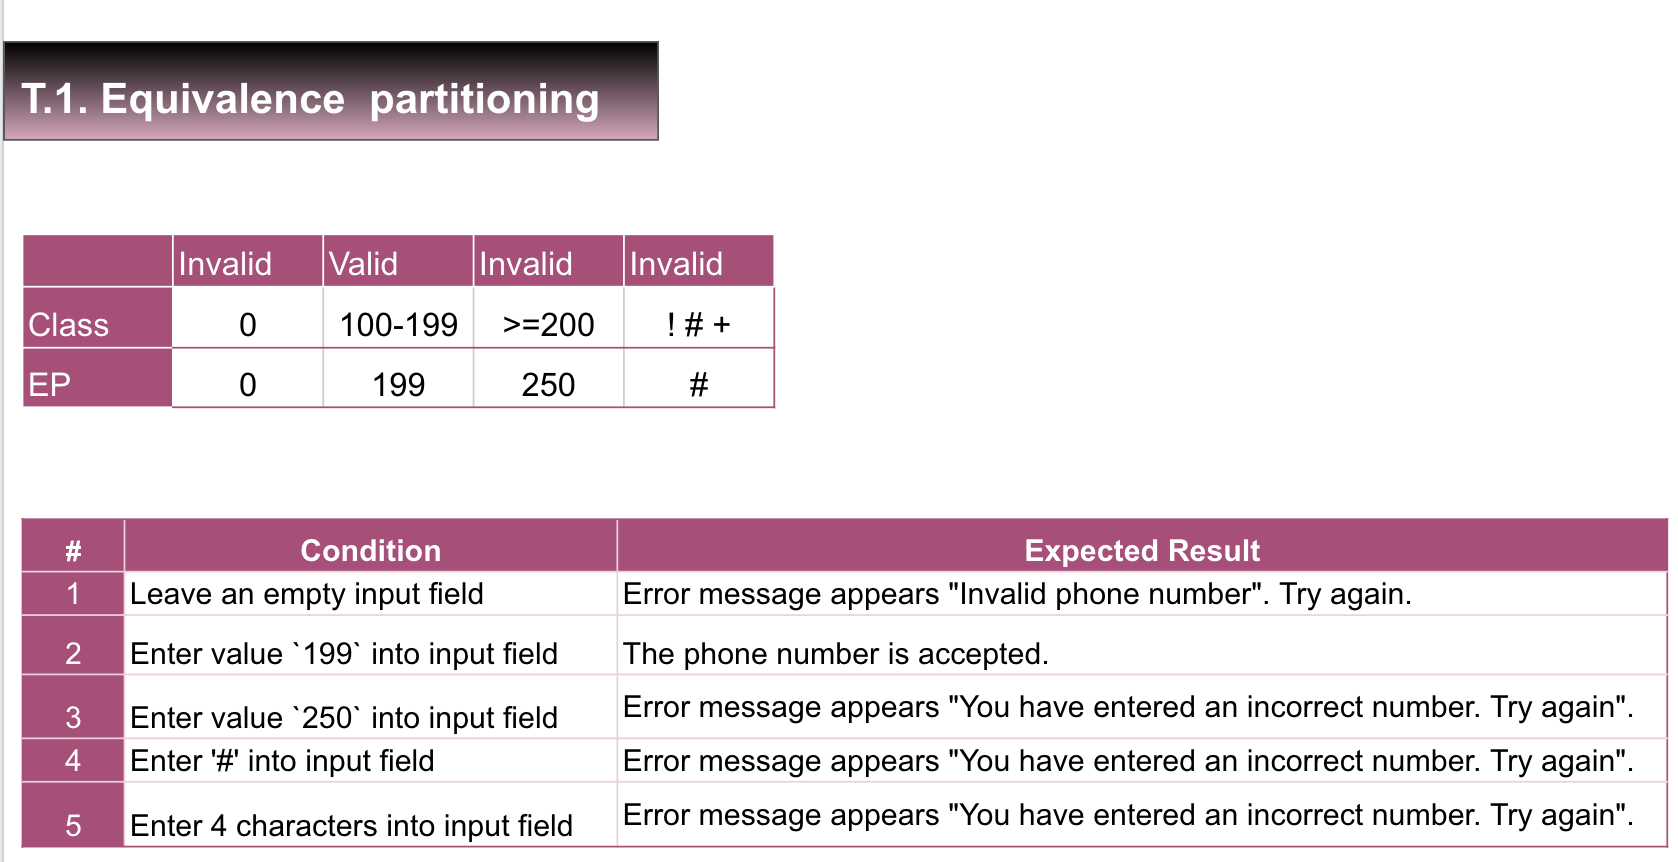 T.1. Equivalence  partitioning
Invalid Valid Invalid Invalid
Class 0 100-199 >=200 ! # +
EP 0 199 250 #
# Condition Expected Result
1 Leave an empty input field Error message appears "Invalid phone number". Try again.
2 Enter value `199` into input field The phone number is accepted.
3 Enter value `250` into input field Error message appears "You have entered an incorrect number. Try again".
4 Enter '#' into input field Error message appears "You have entered an incorrect number. Try again".
5 Enter 4 characters into input field Error message appears "You have entered an incorrect number. Try again".